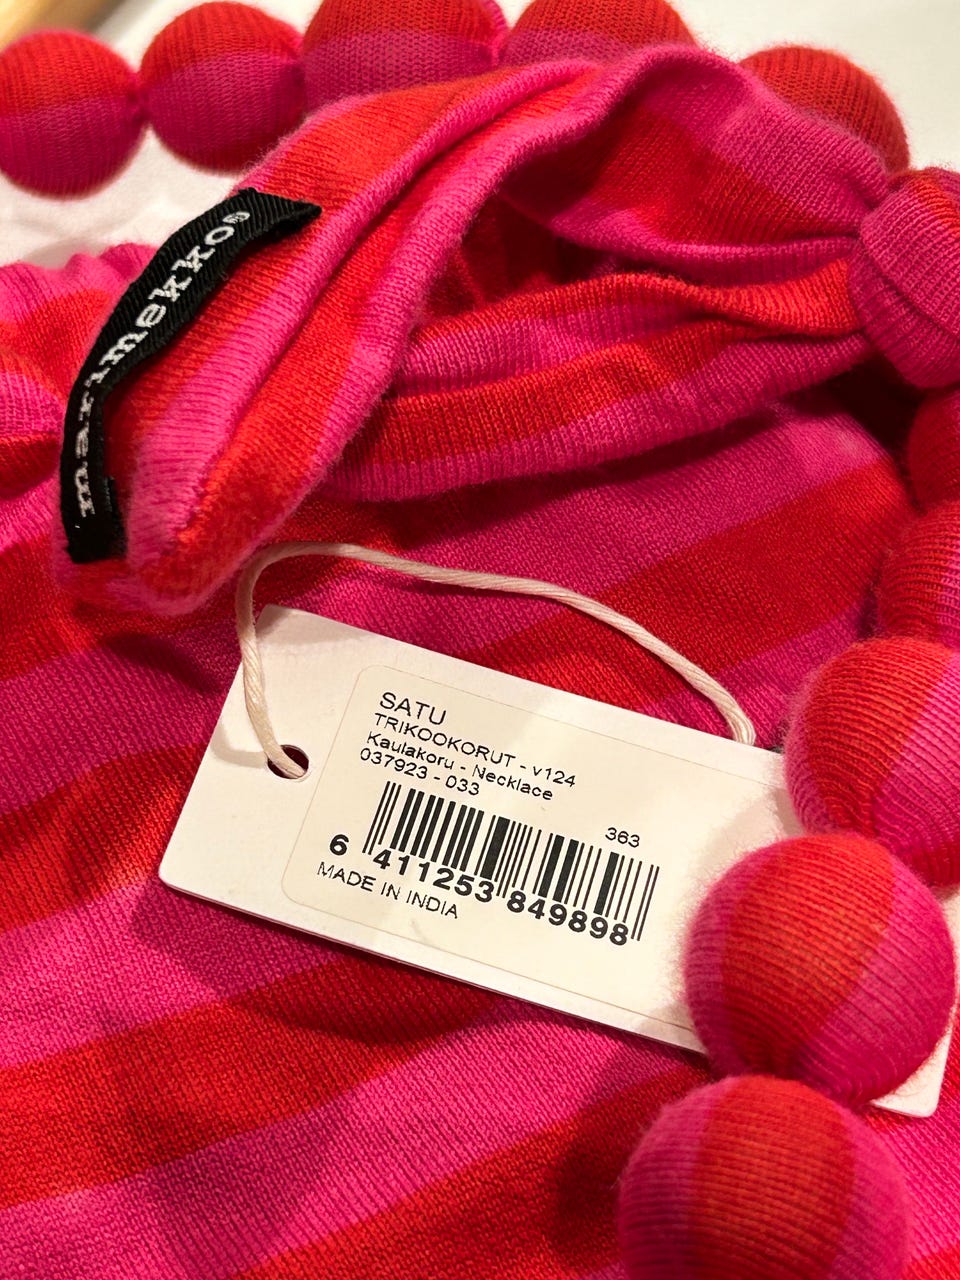 marimekko®
SATU
TRIKOOKORUT - v124
Kaulakoru - Necklace
037923 - 033
363
6 411253 849898
MADE IN INDIA